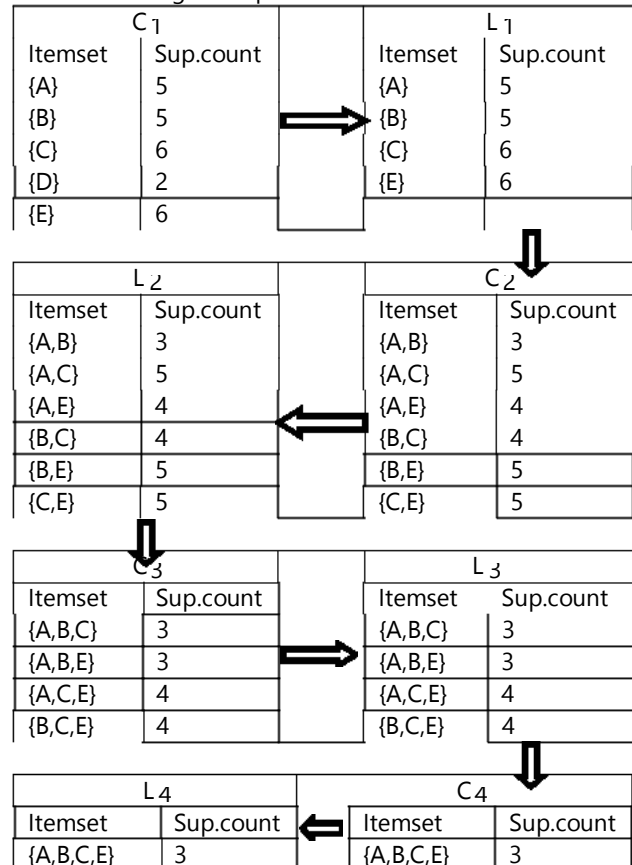 C1 L1
Itemset Sup.count Itemset Sup.count
{A} 5 {A} 5
{B} 5 {B} 5
{C} 6 {C} 6
{D} 2 {E} 6
{E} 6
L2 C2
Itemset Sup.count Itemset Sup.count
{A,B} 3 {A,B} 3
{A,C} 5 {A,C} 5
{A,E} 4 {A,E} 4
{B,C} 4 {B,C} 4
{B,E} 5 {B,E} 5
{C,E} 5 {C,E} 5
C3 L3
Itemset Sup.count Itemset Sup.count
{A,B,C} 3 {A,B,C} 3
{A,B,E} 3 {A,B,E} 3
{A,C,E} 4 {A,C,E} 4
{B,C,E} 4 {B,C,E} 4
L4 C4
Itemset Sup.count Itemset Sup.count
{A,B,C,E} 3 {A,B,C,E} 3